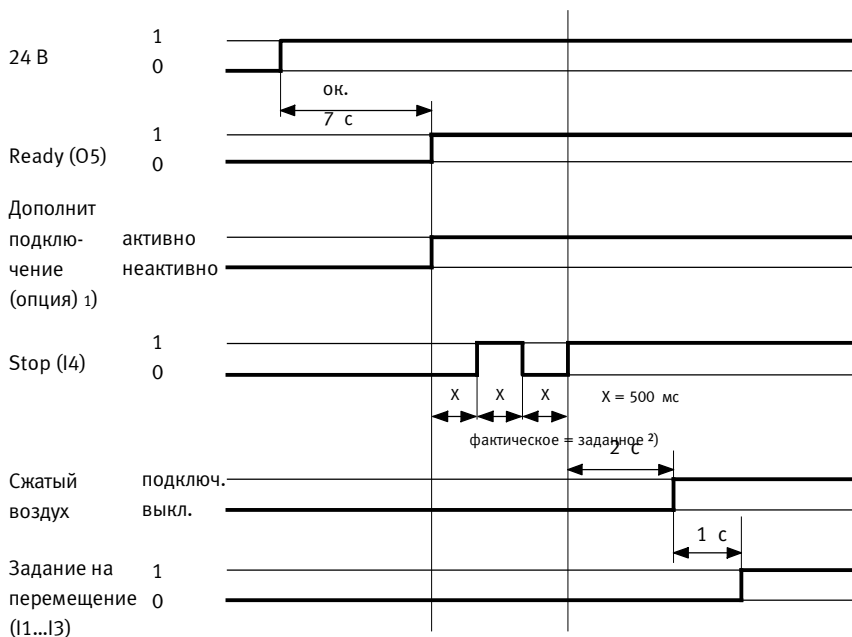 24 В
1
0
ок.
7 с
Ready (O5)
1
0
Дополнит
подклю-
чение
(опция) 1)
активно
неактивно
Stop (I4)
1
0
X
X
X
X = 500 мс
фактическое = заданное ²)
2 с
Сжатый
воздух
подключ.
выкл.
1 с
Задание на
перемещение
(I1...I3)
1
0